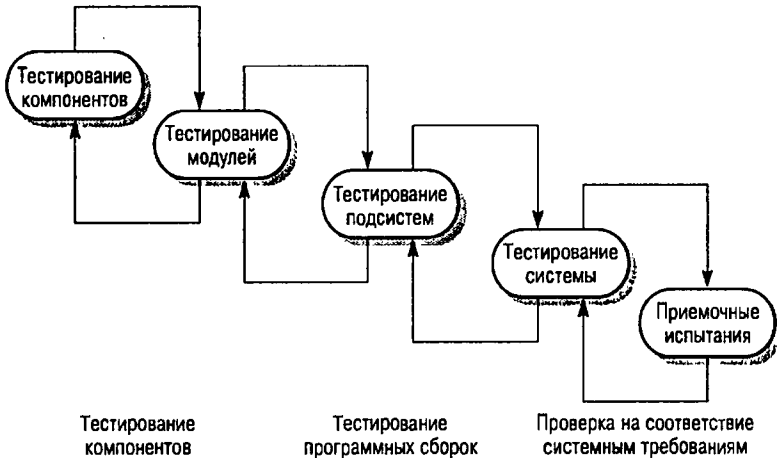 Тестирование
компонентов
Тестирование
модулей
Тестирование
подсистем
Тестирование
системы
Приемочные
испытания
Тестирование
компонентов
Тестирование
программных сборок
Проверка на соответствие
системным требованиям